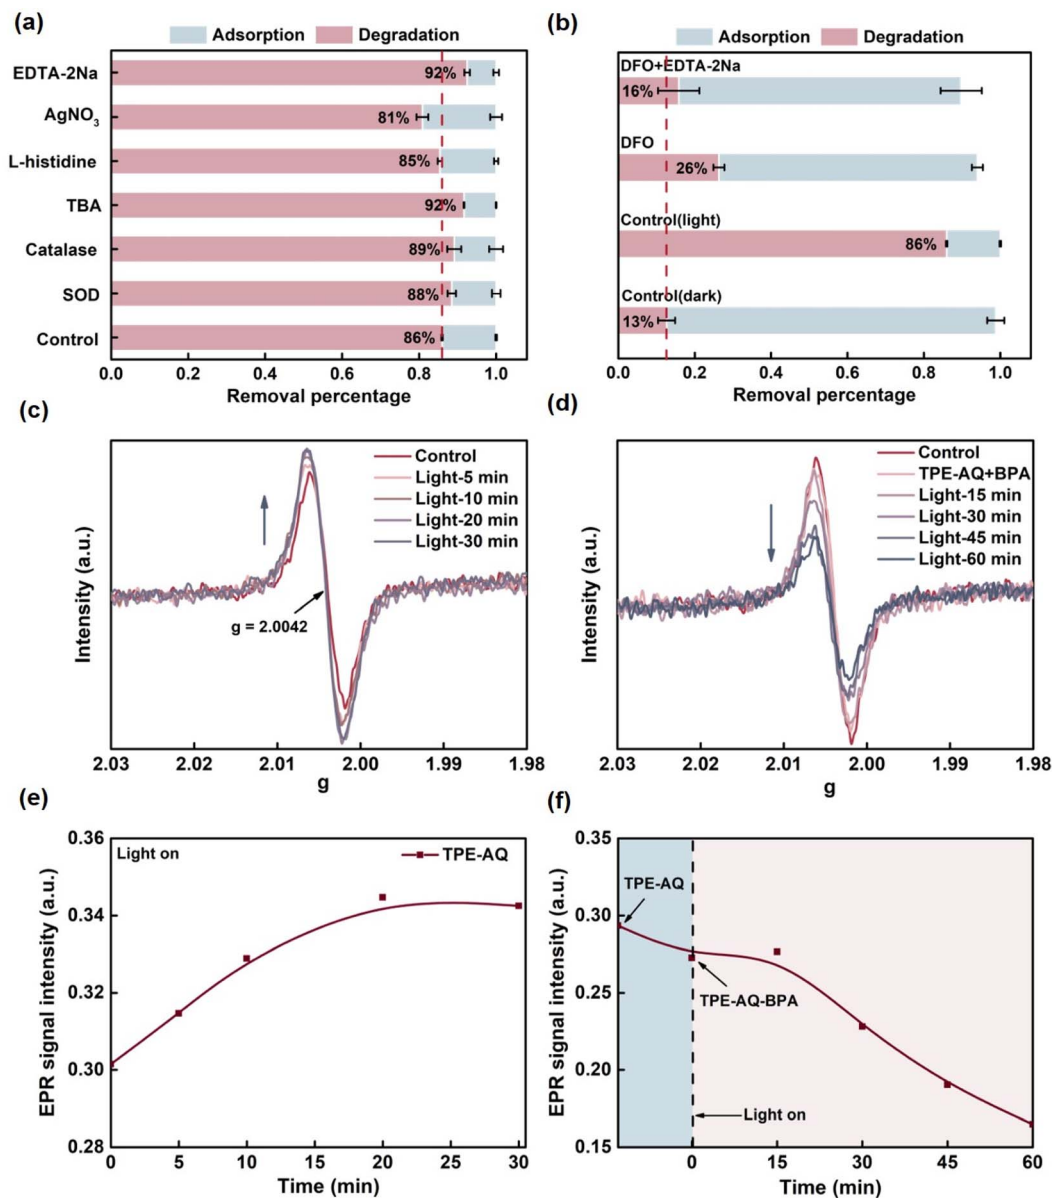 (a)
Adsorption Degradation
EDTA-2Na
92%
AgNO3
81%
L-histidine
85%
TBA
92%
Catalase
89%
SOD
88%
Control
86%
0.0 0.2 0.4 0.6 0.8 1.0
Removal percentage
(b)
Adsorption Degradation
DFO+EDTA-2Na
16%
DFO
26%
Control(light)
86%
Control(dark)
13%
0.0 0.2 0.4 0.6 0.8 1.0
Removal percentage
(c)
Control
Light-5 min
Light-10 min
Light-20 min
Light-30 min
g = 2.0042
Intensity (a.u.)
2.03 2.02 2.01 2.00 1.99 1.98
g
(d)
Control
TPE-AQ+BPA
Light-15 min
Light-30 min
Light-45 min
Light-60 min
Intensity (a.u.)
2.03 2.02 2.01 2.00 1.99 1.98
g
(e)
Light on
TPE-AQ
EPR signal intensity (a.u.)
0.36
0.34
0.32
0.30
0.28
0 5 10 15 20 25 30
Time (min)
(f)
TPE-AQ
TPE-AQ-BPA
Light on
EPR signal intensity (a.u.)
0.35
0.30
0.25
0.20
0.15
0 15 30 45 60
Time (min)